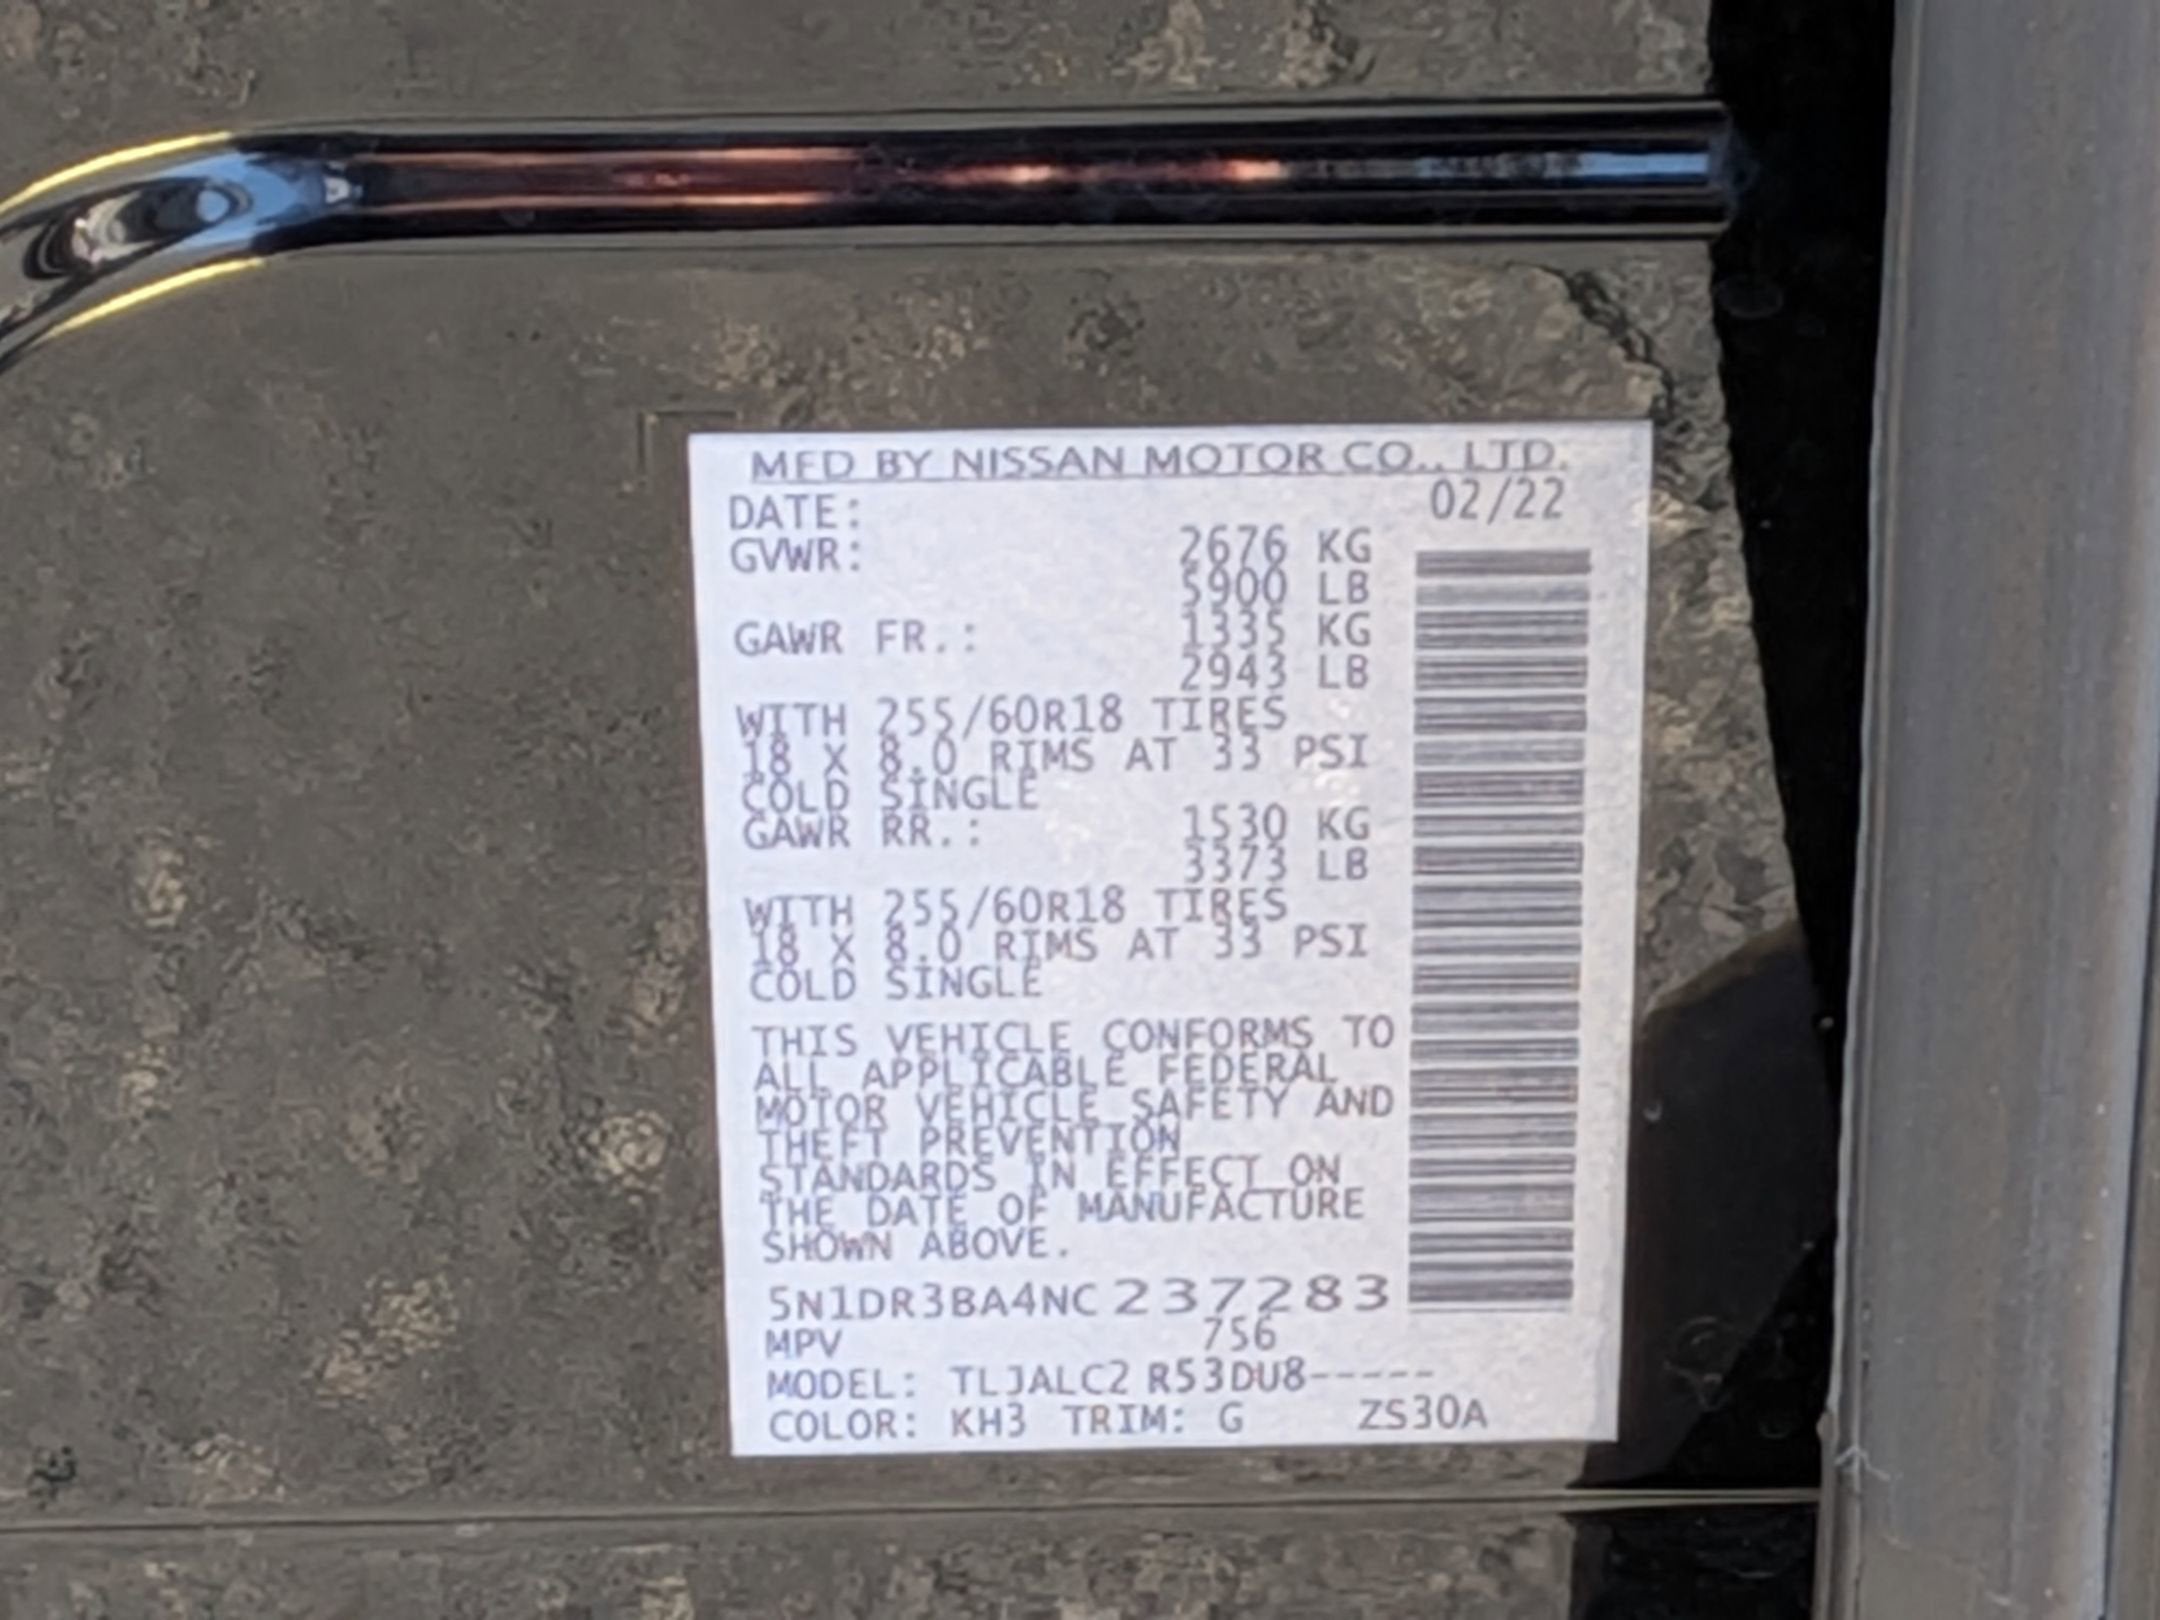 MFD BY NISSAN MOTOR CO., LTD.
DATE: 02/22
GVWR: 2676 KG
5900 LB
GAWR FR.: 1335 KG
2943 LB
WITH 255/60R18 TIRES
18 X 8.0 RIMS AT 33 PSI
COLD SINGLE
GAWR RR.: 1530 KG
3373 LB
WITH 255/60R18 TIRES
18 X 8.0 RIMS AT 33 PSI
COLD SINGLE
THIS VEHICLE CONFORMS TO
ALL APPLICABLE FEDERAL
MOTOR VEHICLE SAFETY AND
THEFT PREVENTION
STANDARDS IN EFFECT ON
THE DATE OF MANUFACTURE
SHOWN ABOVE.
5N1DR3BA4NC237283
MPV 756
MODEL: TLJALC2 R53DU8-----
COLOR: KH3 TRIM: G ZS30A